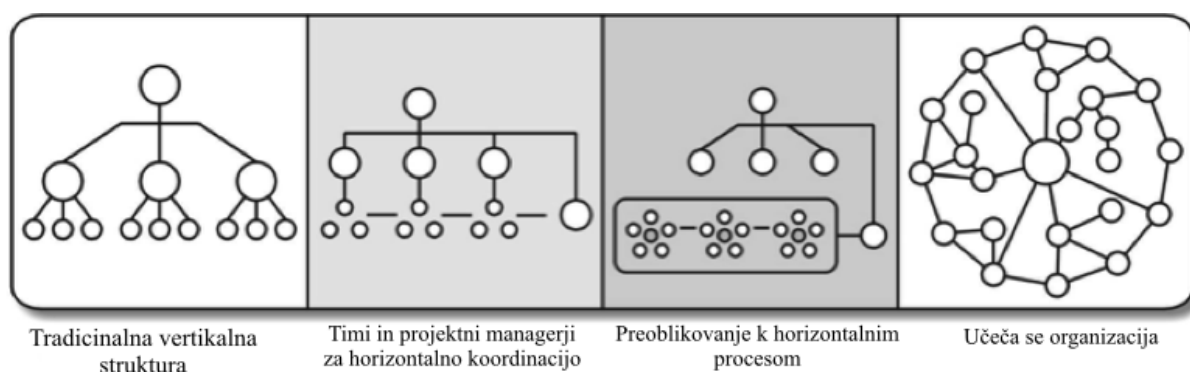 Tradicinalna vertikalna
struktura
Timi in projektni managerji
za horizontalno koordinacijo
Preoblikovanje k horizontalnim
procesom
Učeča se organizacija